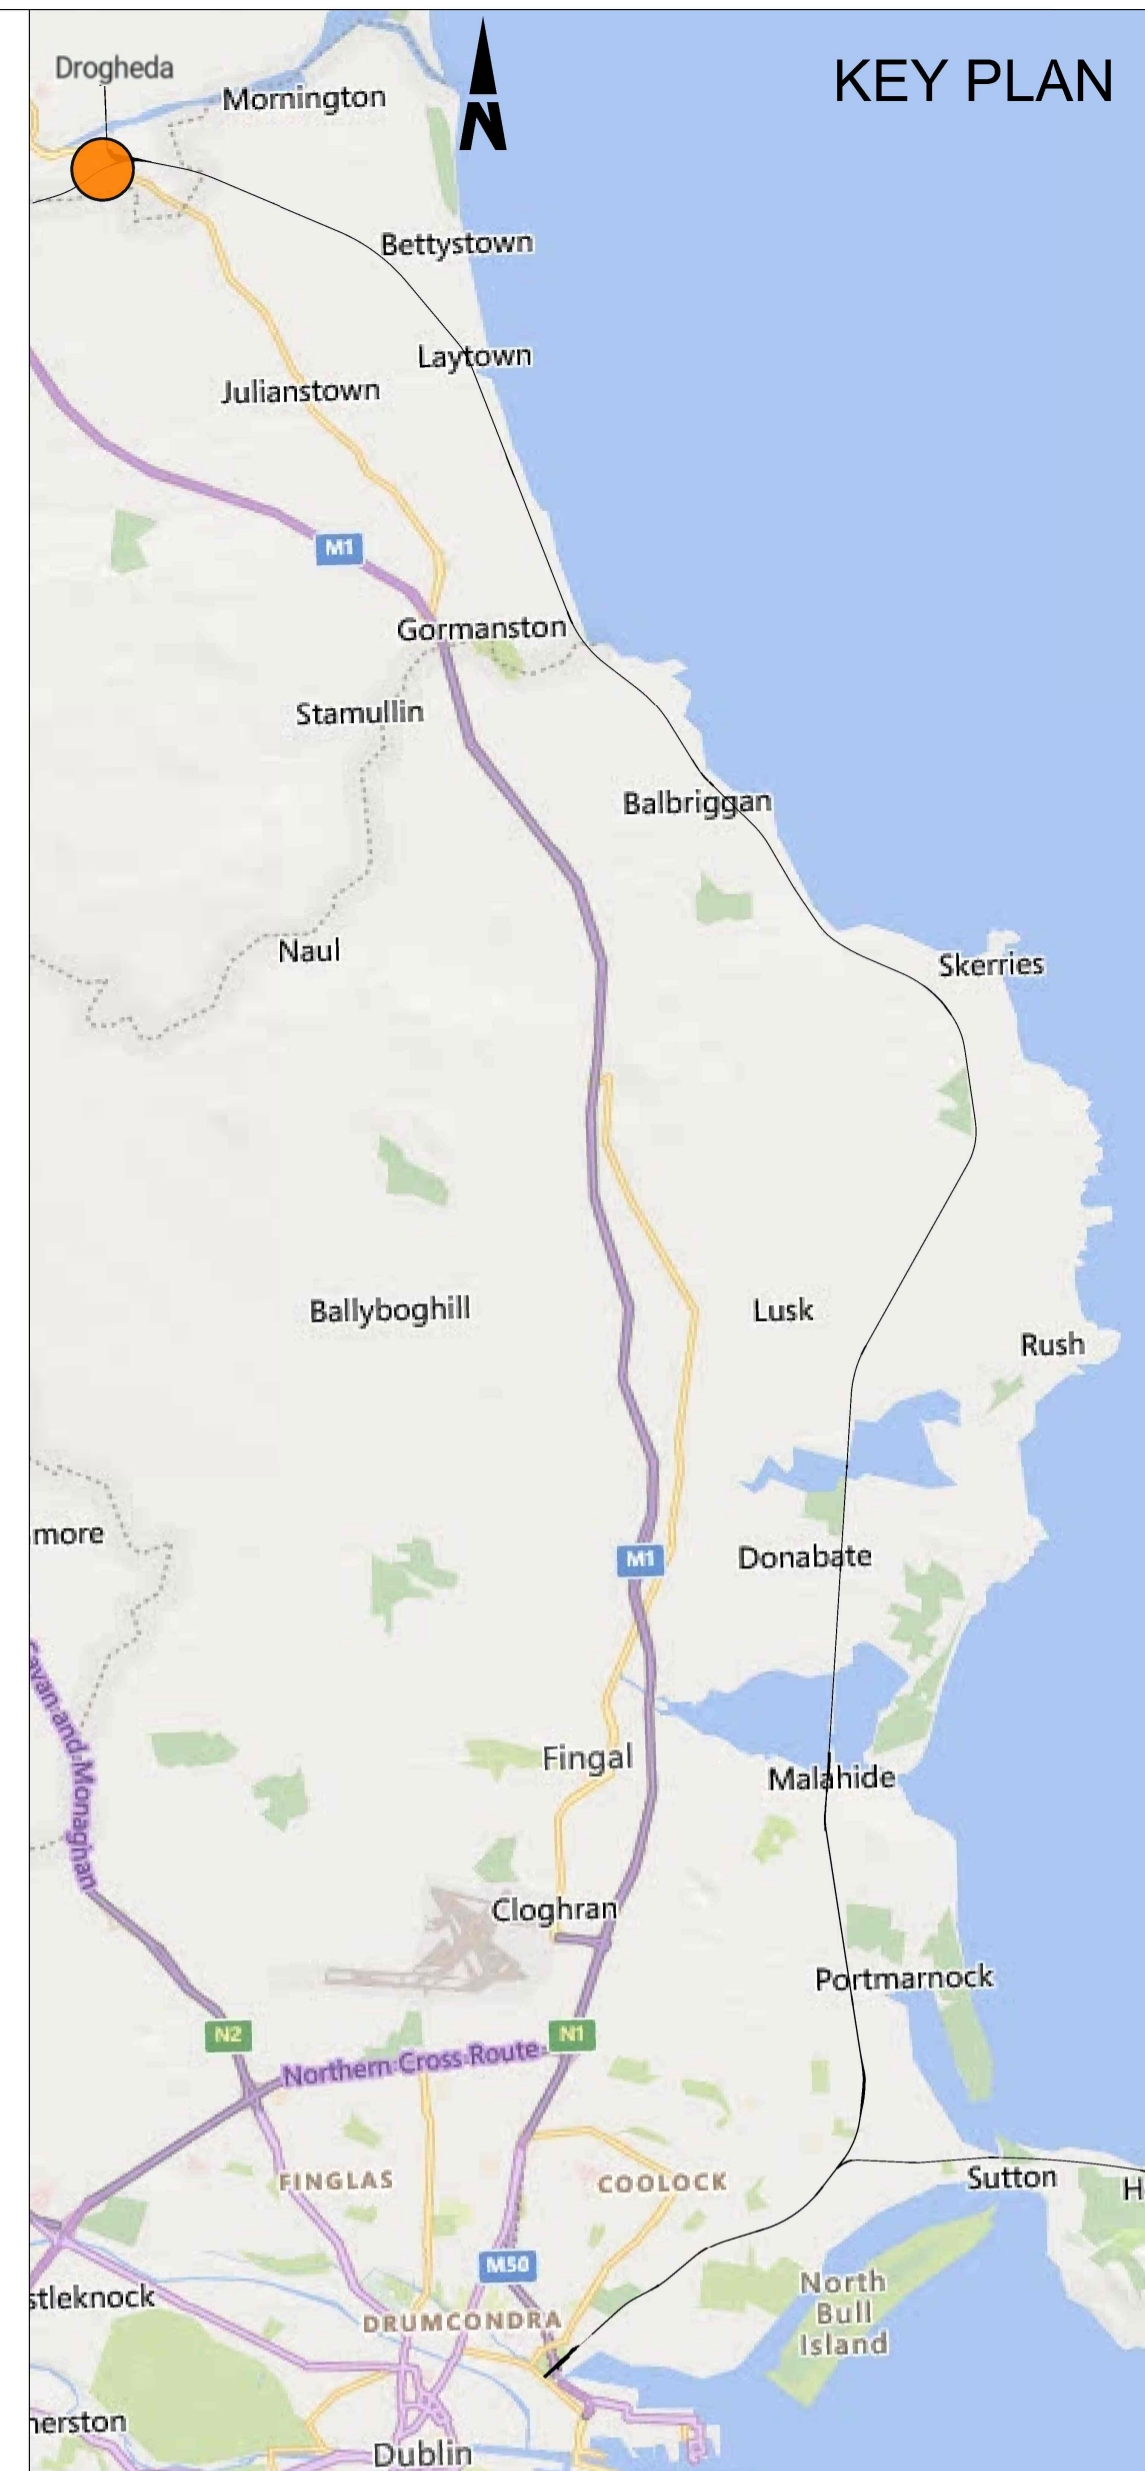 KEY PLAN
Drogheda
Mornington
N
Bettystown
Laytown
Julianstown
M1
Gormanston
Stamullin
Balbriggan
Naul
Skerries
Ballyboghill
Lusk
Rush
more
M1
Donabate
Cavan and Monaghan
Fingal
Malahide
Cloghran
Portmarnock
N2
N1
Northern Cross Route
FINGLAS
COOLOCK
Sutton
H
M50
stleknock
North
Bull
Island
DRUMCONDRA
herston
Dublin